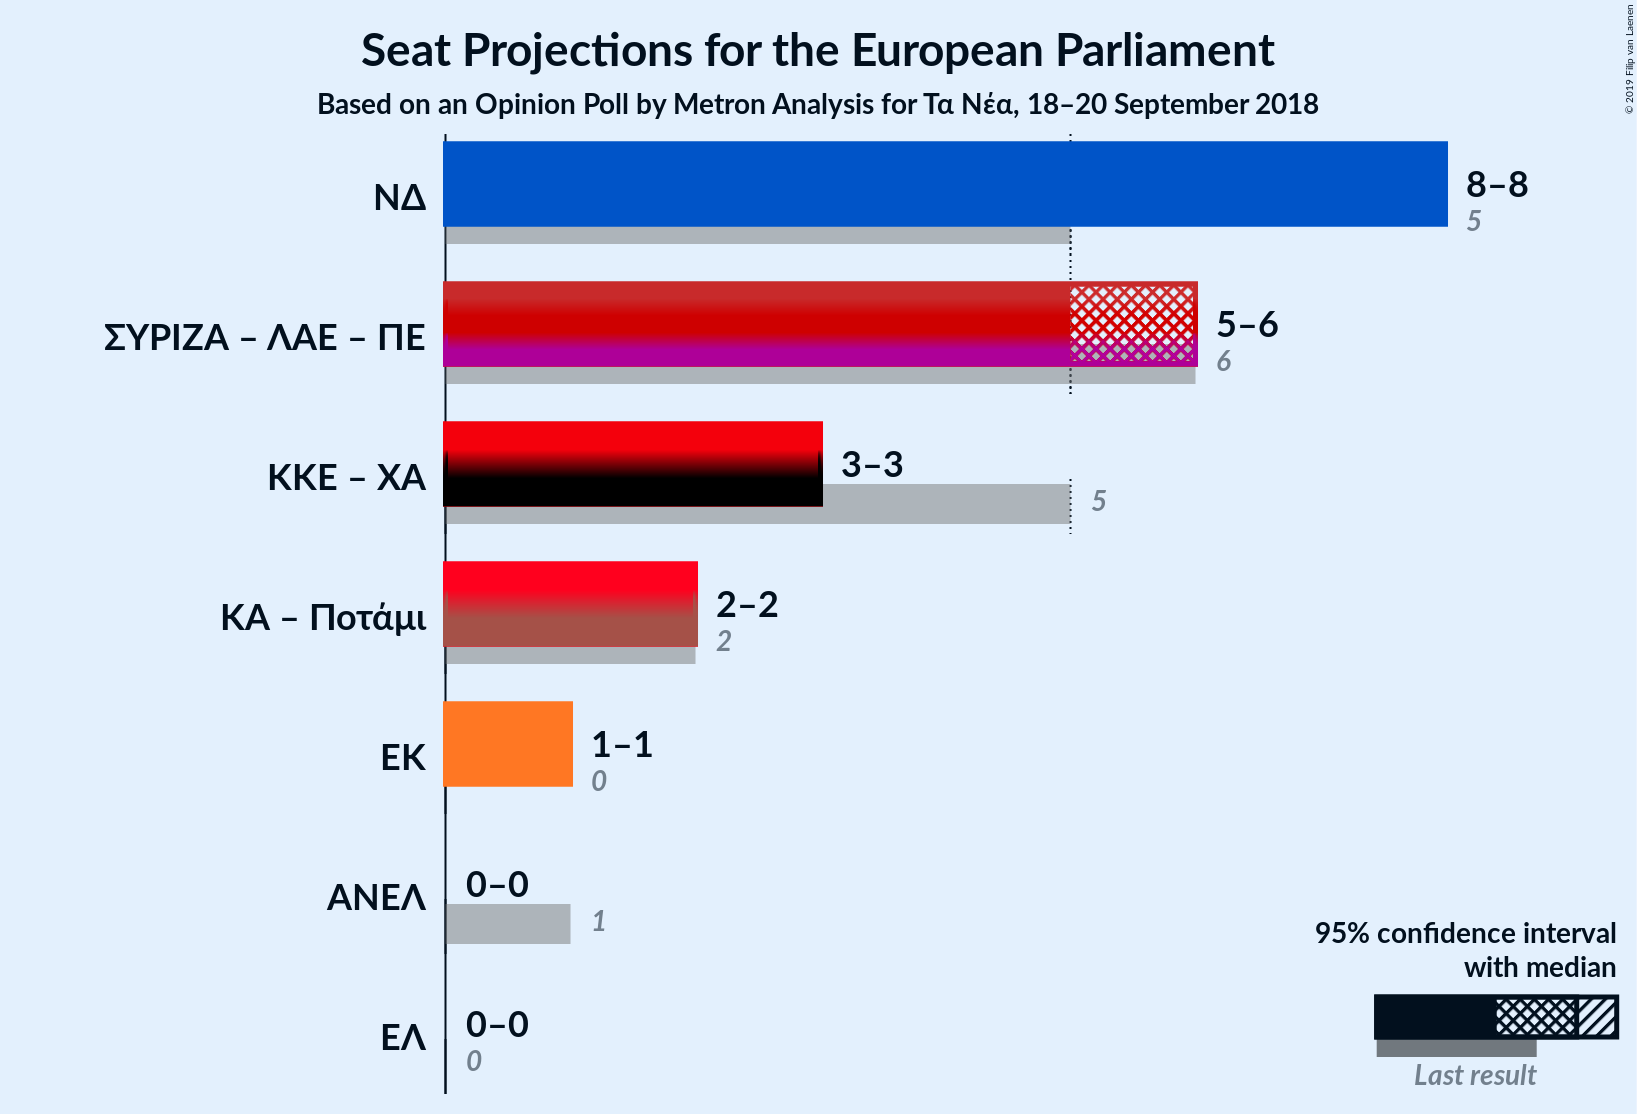 Seat Projections for the European Parliament
Based on an Opinion Poll by Metron Analysis for Τα Νέα, 18–20 September 2018
© 2019 Filip van Laenen
ΝΔ
8–8
5
ΣΥΡΙΖΑ – ΛΑΕ – ΠΕ
5–6
6
ΚΚΕ – ΧΑ
3–3
5
ΚΑ – Ποτάμι
2–2
2
ΕΚ
1–1
0
ΑΝΕΛ
0–0
1
ΕΛ
0–0
0
95% confidence interval
with median
Last result